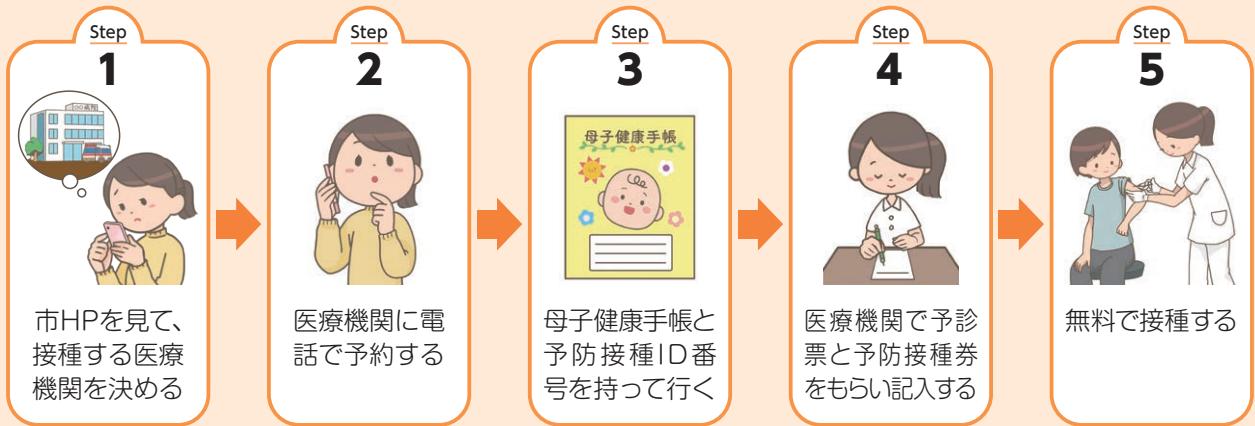 Step
1
〇〇病院
市HPを見て、
接種する医療
機関を決める
Step
2
医療機関に電
話で予約する
Step
3
母子健康手帳
母子健康手帳と
予防接種ID番
号を持って行く
Step
4
医療機関で予診
票と予防接種券
をもらい記入する
Step
5
無料で接種する